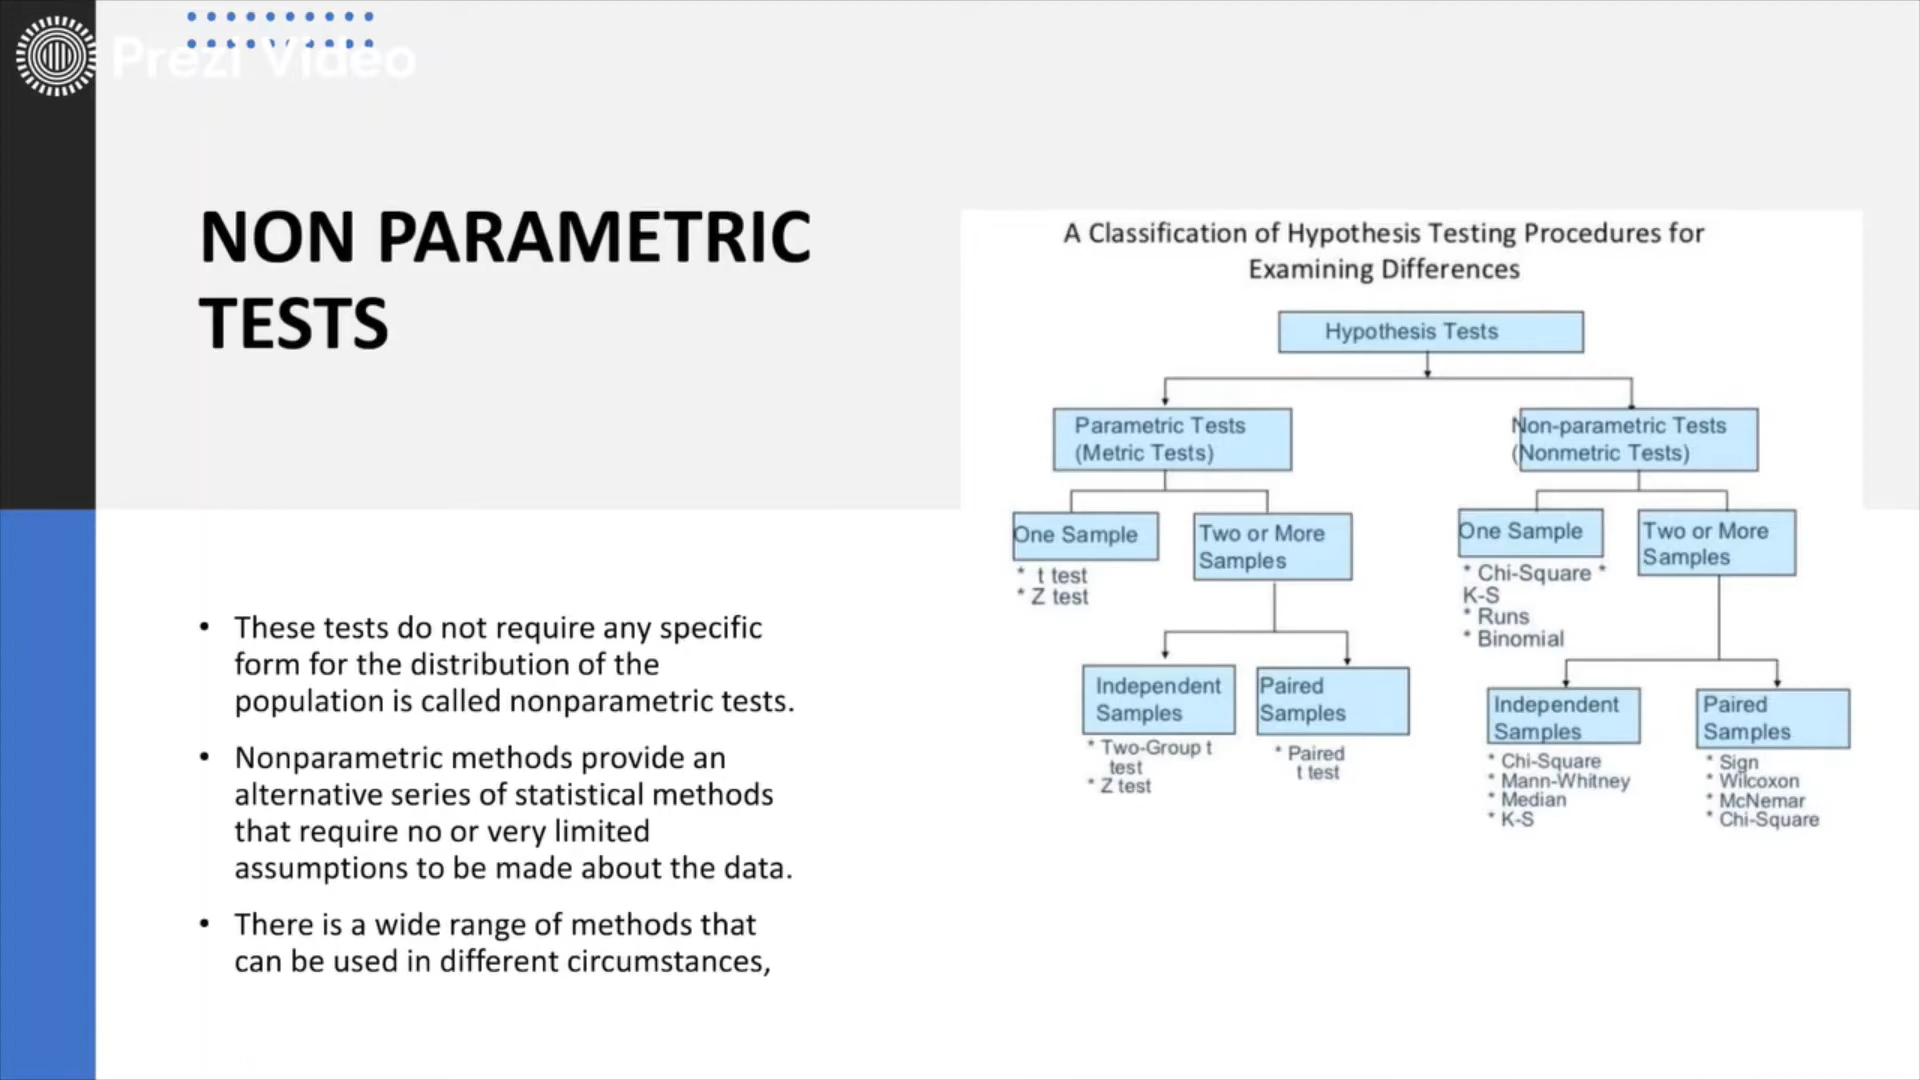 Prezi Video
NON PARAMETRIC
TESTS
• These tests do not require any specific
form for the distribution of the
population is called nonparametric tests.
• Nonparametric methods provide an
alternative series of statistical methods
that require no or very limited
assumptions to be made about the data.
• There is a wide range of methods that
can be used in different circumstances,
A Classification of Hypothesis Testing Procedures for
Examining Differences
Hypothesis Tests
Parametric Tests
(Metric Tests)
Non-parametric Tests
(Nonmetric Tests)
One Sample
* t test
* Z test
Two or More
Samples
One Sample
* Chi-Square *
K-S
* Runs
* Binomial
Two or More
Samples
Independent
Samples
* Two-Group t
test
* Z test
Paired
Samples
* Paired
t test
Independent
Samples
* Chi-Square
* Mann-Whitney
* Median
* K-S
Paired
Samples
* Sign
* Wilcoxon
* McNemar
* Chi-Square